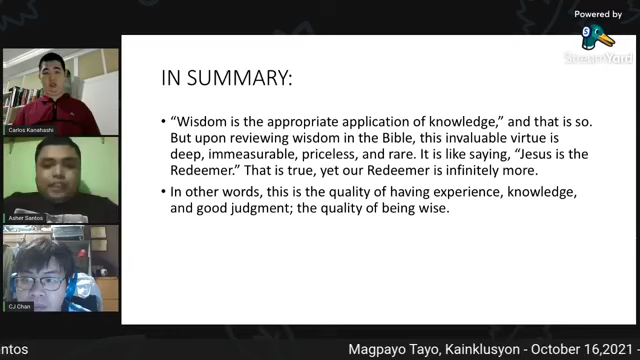 Powered by
StreamYard
IN SUMMARY:
• “Wisdom is the appropriate application of knowledge,” and that is so.
But upon reviewing wisdom in the Bible, this invaluable virtue is
deep, immeasurable, priceless, and rare. It is like saying, “Jesus is the
Redeemer.” That is true, yet our Redeemer is infinitely more.
• In other words, this is the quality of having experience, knowledge,
and good judgment; the quality of being wise.
Carlos Kanahashi
Asher Santos
CJ Chan
ntos
Magpayo Tayo, Kainklusyon - October 16,2021 -